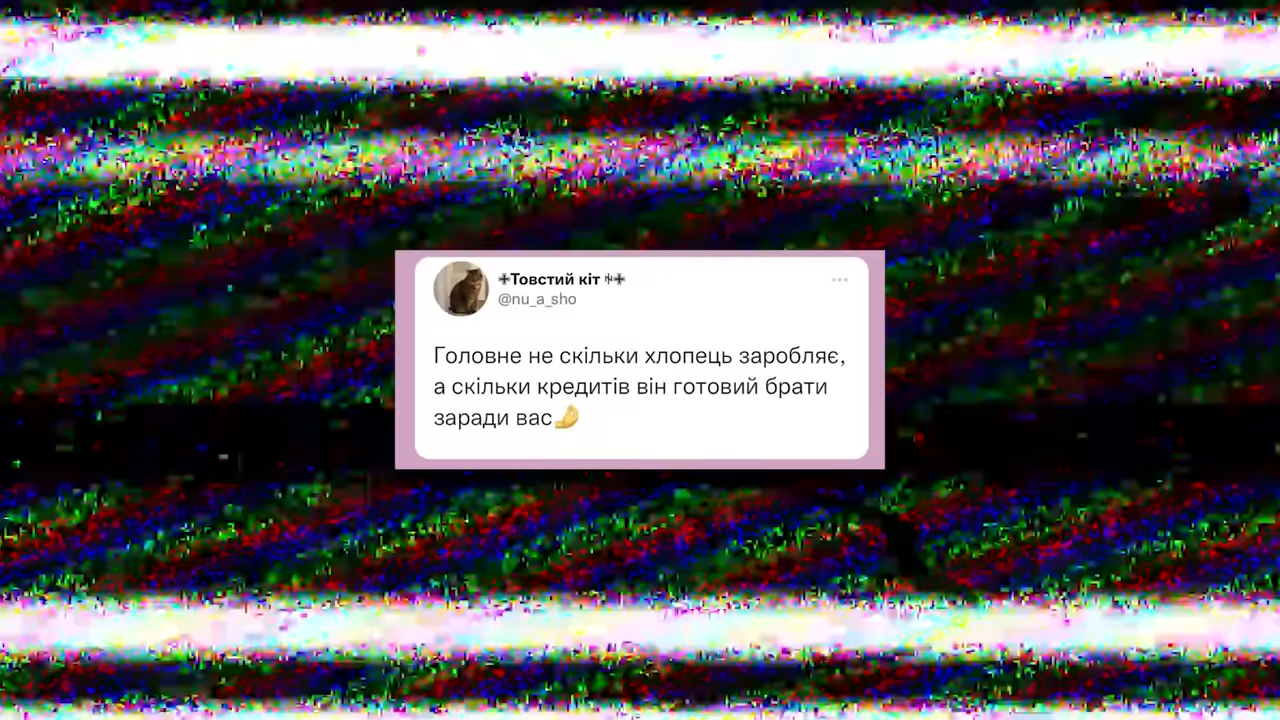 ✙Товстий кіт 🐈✙
@nu_a_sho
Головне не скільки хлопець заробляє,
а скільки кредитів він готовий брати
заради вас🤌